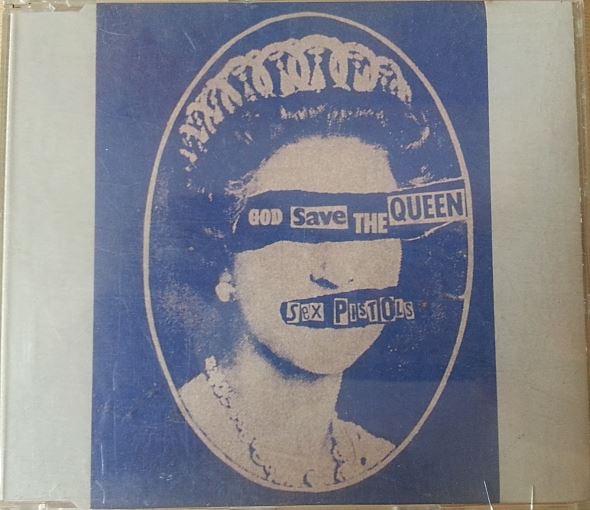 GOD Save THE QUEEN
Sex PISTOLS